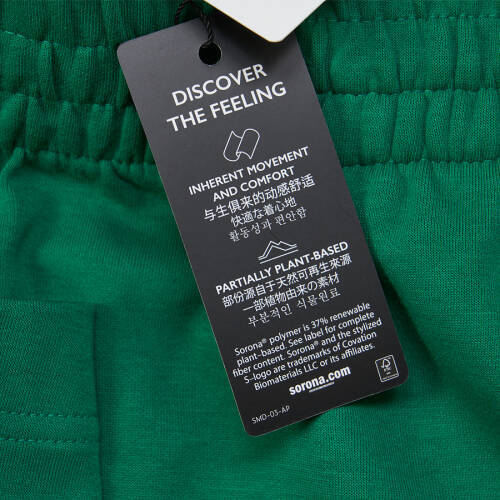 DISCOVER
THE FEELING
INHERENT MOVEMENT
AND COMFORT
与生俱来的动感舒适
快適な着心地
활동성과 편안함
PARTIALLY PLANT-BASED
部份源自于天然可再生來源
一部植物由来の素材
부분적인 식물원료
Sorona® polymer is 37% renewable
plant-based. See label for complete
fiber content. Sorona® and the stylized
S-logo are trademarks of Covation
Biomaterials LLC or its affiliates.
sorona.com
SMD-03-AP
FSC